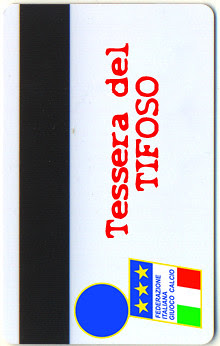 Tessera del
TIFOSO
FEDERAZIONE
ITALIANA
GIUOCO CALCIO